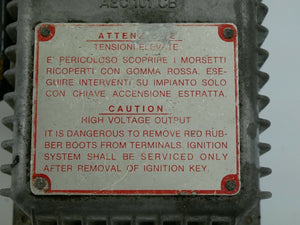 ATTENZIONE
TENSIONI ELEVATE
E' PERICOLOSO SCOPRIRE I MORSETTI
RICOPERTI CON GOMMA ROSSA. ESE-
GUIRE INTERVENTI SU IMPIANTO SOLO
CON CHIAVE ACCENSIONE ESTRATTA.
CAUTION
HIGH VOLTAGE OUTPUT
IT IS DANGEROUS TO REMOVE RED RUB-
BER BOOTS FROM TERMINALS. IGNITION
SYSTEM SHALL BE SERVICED ONLY
AFTER REMOVAL OF IGNITION KEY.